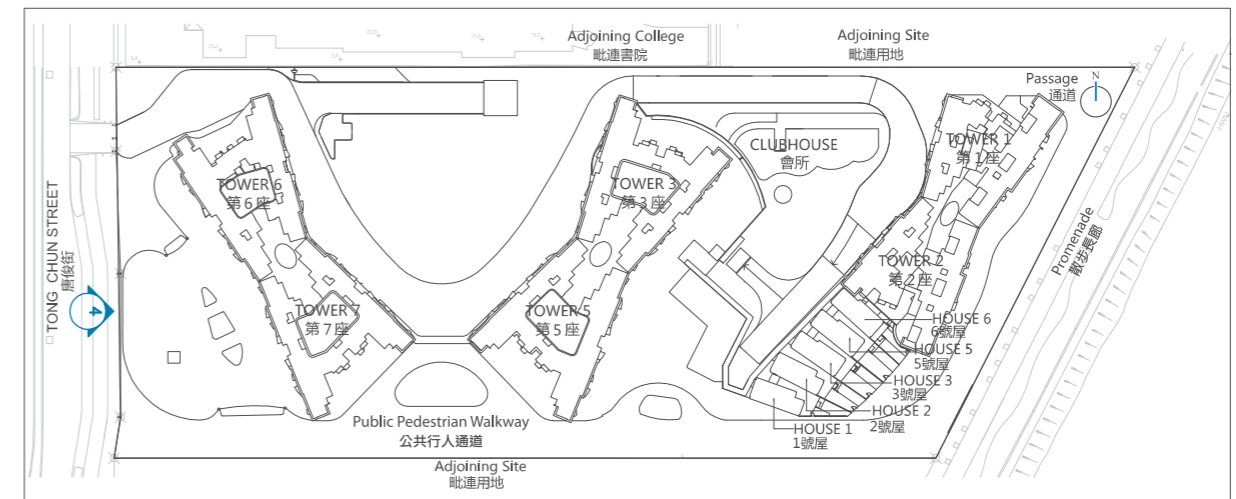 Adjoining College
毗連書院
Adjoining Site
毗連用地
Passage
通道
N
CLUBHOUSE
會所
TOWER 1
第1座
TOWER 6
第6座
TOWER 3
第3座
TONG CHUN STREET
唐俊街
4
TOWER 2
第2座
Promenade
散步長廊
TOWER 7
第7座
TOWER 5
第5座
HOUSE 6
6號屋
HOUSE 5
5號屋
HOUSE 3
3號屋
HOUSE 2
2號屋
HOUSE 1
1號屋
Public Pedestrian Walkway
公共行人通道
Adjoining Site
毗連用地